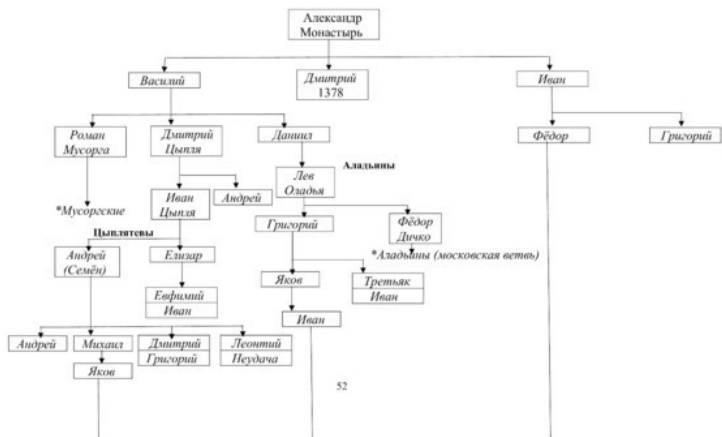 Александр
Монастырь
Василий
Дмитрий
1378
Иван
Роман
Мусорга
Дмитрий
Цыпля
Даниил
Фёдор
Григорий
Аладьины
Лев
Оладья
*Мусоргские
Иван
Цыпля
Андрей
Григорий
Фёдор
Дичко
Цыплятевы
*Аладьины (московская ветвь)
Андрей
(Семён)
Елизар
Яков
Третьяк
Иван
Евфимий
Иван
Иван
Андрей
Михаил
Дмитрий
Григорий
Леонтий
Неудача
Яков
52